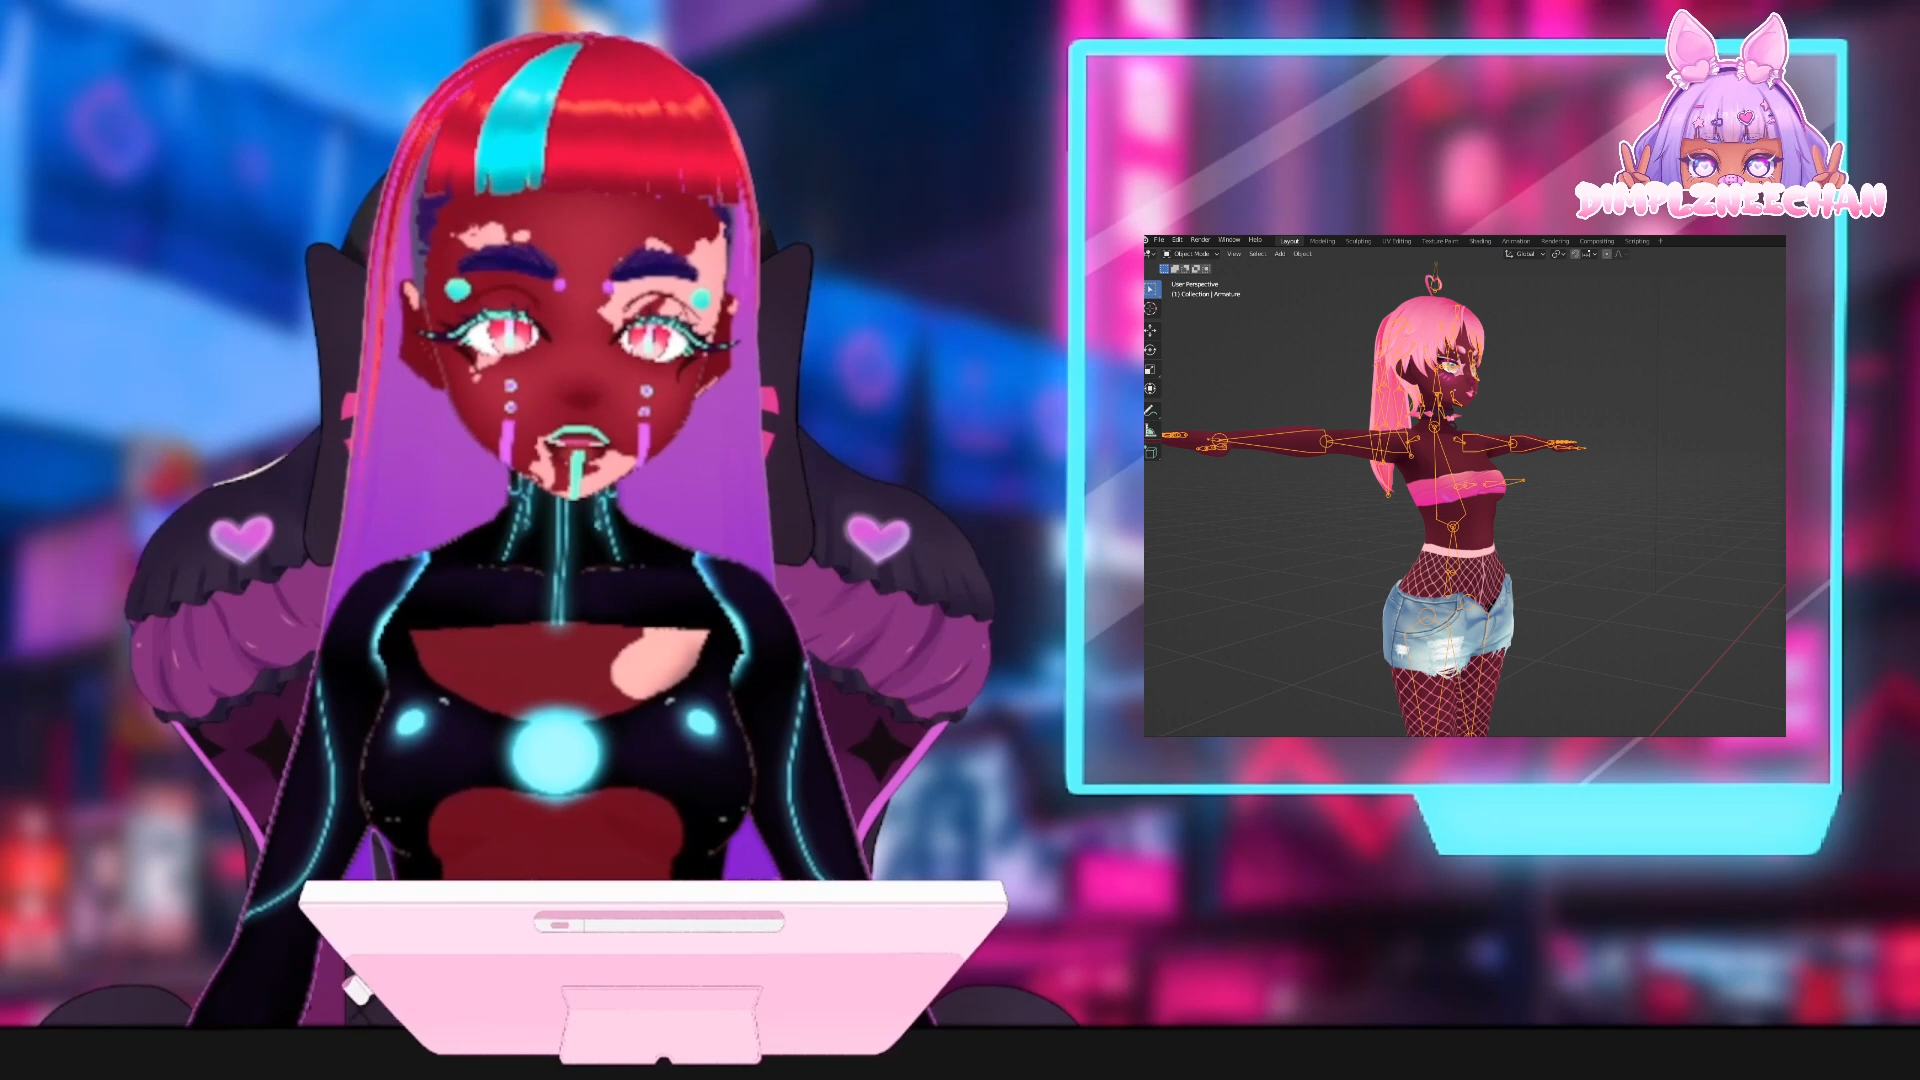 DIMPLZNEECHAN
File Edit Render Window Help Layout Modeling Sculpting UV Editing Texture Paint Shading Animation Rendering Compositing Scripting +
Object Mode View Select Add Object Global
User Perspective
(1) Collection | Armature